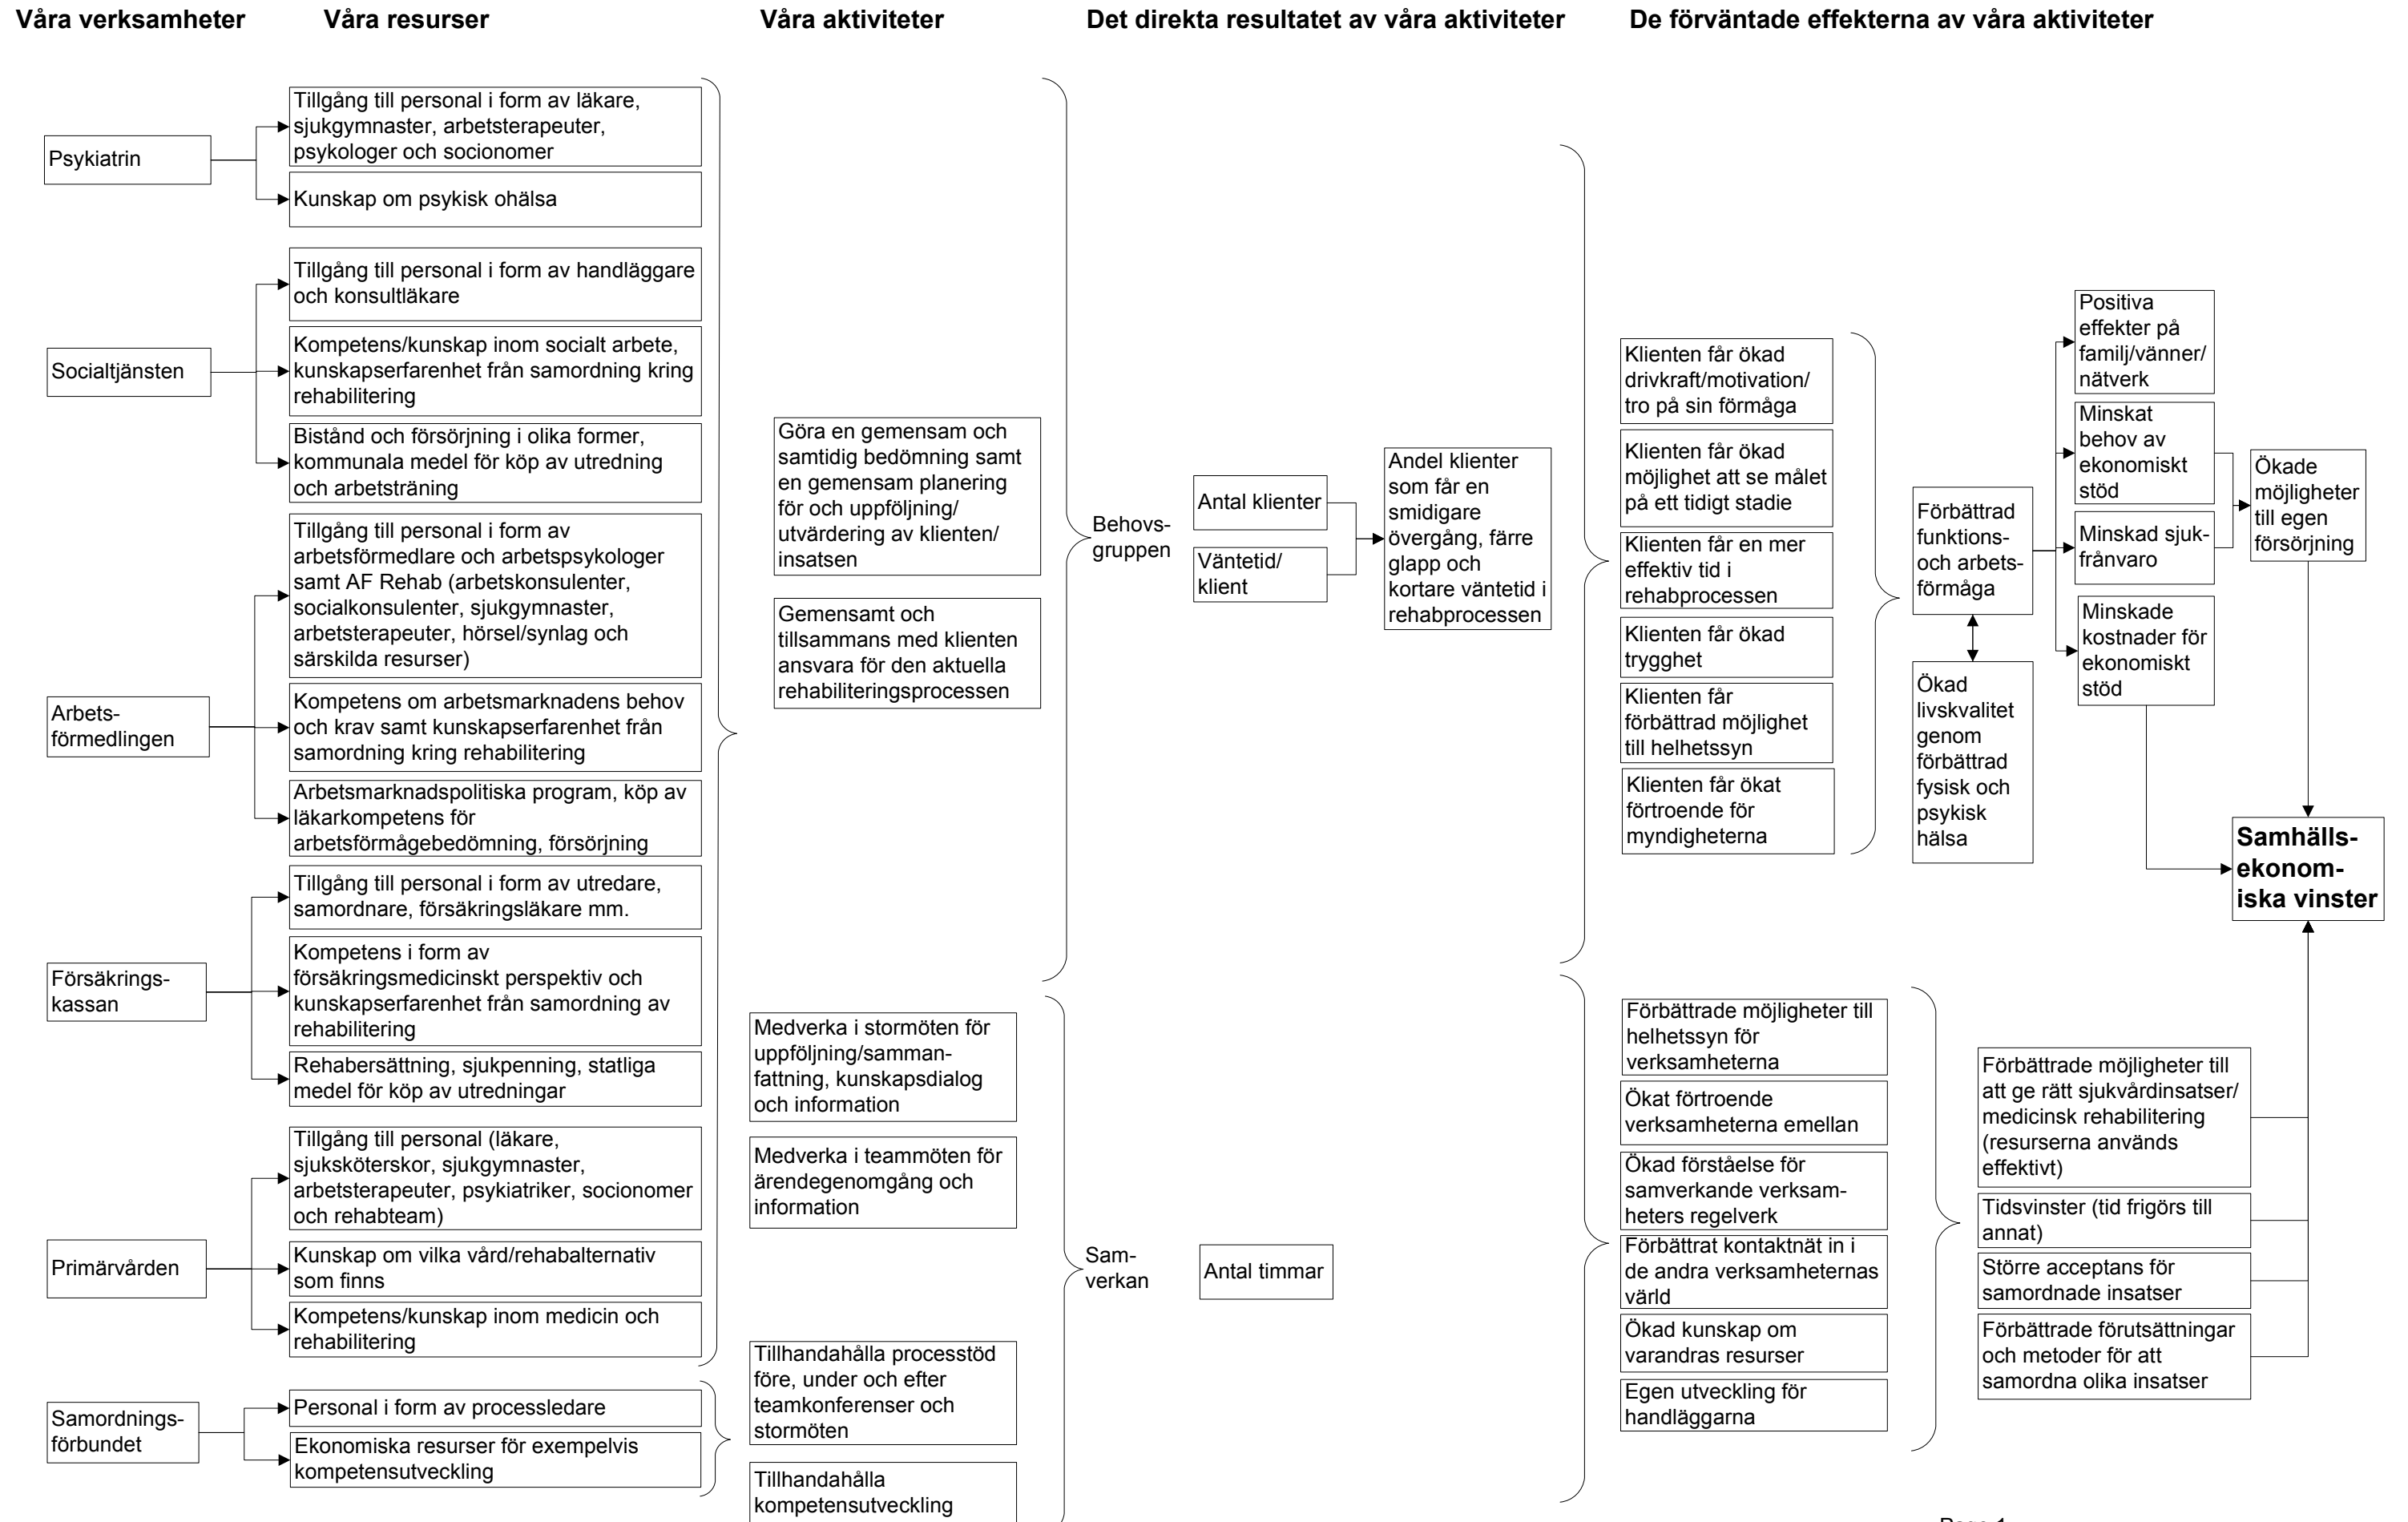 Våra verksamheter
Våra resurser
Våra aktiviteter
Det direkta resultatet av våra aktiviteter
De förväntade effekterna av våra aktiviteter
Psykiatrin
Tillgång till personal i form av läkare,
sjukgymnaster, arbetsterapeuter,
psykologer och socionomer
Kunskap om psykisk ohälsa
Socialtjänsten
Tillgång till personal i form av handläggare
och konsultläkare
Kompetens/kunskap inom socialt arbete,
kunskapserfarenhet från samordning kring
rehabilitering
Bistånd och försörjning i olika former,
kommunala medel för köp av utredning
och arbetsträning
Arbets-
förmedlingen
Tillgång till personal i form av
arbetsförmedlare och arbetspsykologer
samt AF Rehab (arbetskonsulenter,
socialkonsulenter, sjukgymnaster,
arbetsterapeuter, hörsel/synlag och
särskilda resurser)
Kompetens om arbetsmarknadens behov
och krav samt kunskapserfarenhet från
samordning kring rehabilitering
Arbetsmarknadspolitiska program, köp av
läkarkompetens för
arbetsförmågebedömning, försörjning
Försäkrings-
kassan
Tillgång till personal i form av utredare,
samordnare, försäkringsläkare mm.
Kompetens i form av
försäkringsmedicinskt perspektiv och
kunskapserfarenhet från samordning av
rehabilitering
Rehabersättning, sjukpenning, statliga
medel för köp av utredningar
Primärvården
Tillgång till personal (läkare,
sjuksköterskor, sjukgymnaster,
arbetsterapeuter, psykiatriker, socionomer
och rehabteam)
Kunskap om vilka vård/rehabalternativ
som finns
Kompetens/kunskap inom medicin och
rehabilitering
Samordnings-
förbundet
Personal i form av processledare
Ekonomiska resurser för exempelvis
kompetensutveckling
Göra en gemensam och
samtidig bedömning samt
en gemensam planering
för och uppföljning/
utvärdering av klienten/
insatsen
Gemensamt och
tillsammans med klienten
ansvara för den aktuella
rehabiliteringsprocessen
Medverka i stormöten för
uppföljning/samman-
fattning, kunskapsdialog
och information
Medverka i teammöten för
ärendegenomgång och
information
Tillhandahålla processtöd
före, under och efter
teamkonferenser och
stormöten
Tillhandahålla
kompetensutveckling
Behovs-
gruppen
Sam-
verkan
Antal klienter
Väntetid/
klient
Andel klienter
som får en
smidigare
övergång, färre
glapp och
kortare väntetid i
rehabprocessen
Antal timmar
Klienten får ökad
drivkraft/motivation/
tro på sin förmåga
Klienten får ökad
möjlighet att se målet
på ett tidigt stadie
Klienten får en mer
effektiv tid i
rehabprocessen
Klienten får ökad
trygghet
Klienten får
förbättrad möjlighet
till helhetssyn
Klienten får ökat
förtroende för
myndigheterna
Förbättrad
funktions-
och arbets-
förmåga
Ökad
livskvalitet
genom
förbättrad
fysisk och
psykisk
hälsa
Positiva
effekter på
familj/vänner/
nätverk
Minskat
behov av
ekonomiskt
stöd
Minskad sjuk-
frånvaro
Minskade
kostnader för
ekonomiskt
stöd
Ökade
möjligheter
till egen
försörjning
Samhälls-
ekonom-
iska vinster
Förbättrade möjligheter till
helhetssyn för
verksamheterna
Ökat förtroende
verksamheterna emellan
Ökad förståelse för
samverkande verksam-
heters regelverk
Förbättrat kontaktnät in i
de andra verksamheternas
värld
Ökad kunskap om
varandras resurser
Egen utveckling för
handläggarna
Förbättrade möjligheter till
att ge rätt sjukvårdinsatser/
medicinsk rehabilitering
(resurserna används
effektivt)
Tidsvinster (tid frigörs till
annat)
Större acceptans för
samordnade insatser
Förbättrade förutsättningar
och metoder för att
samordna olika insatser
Page 1